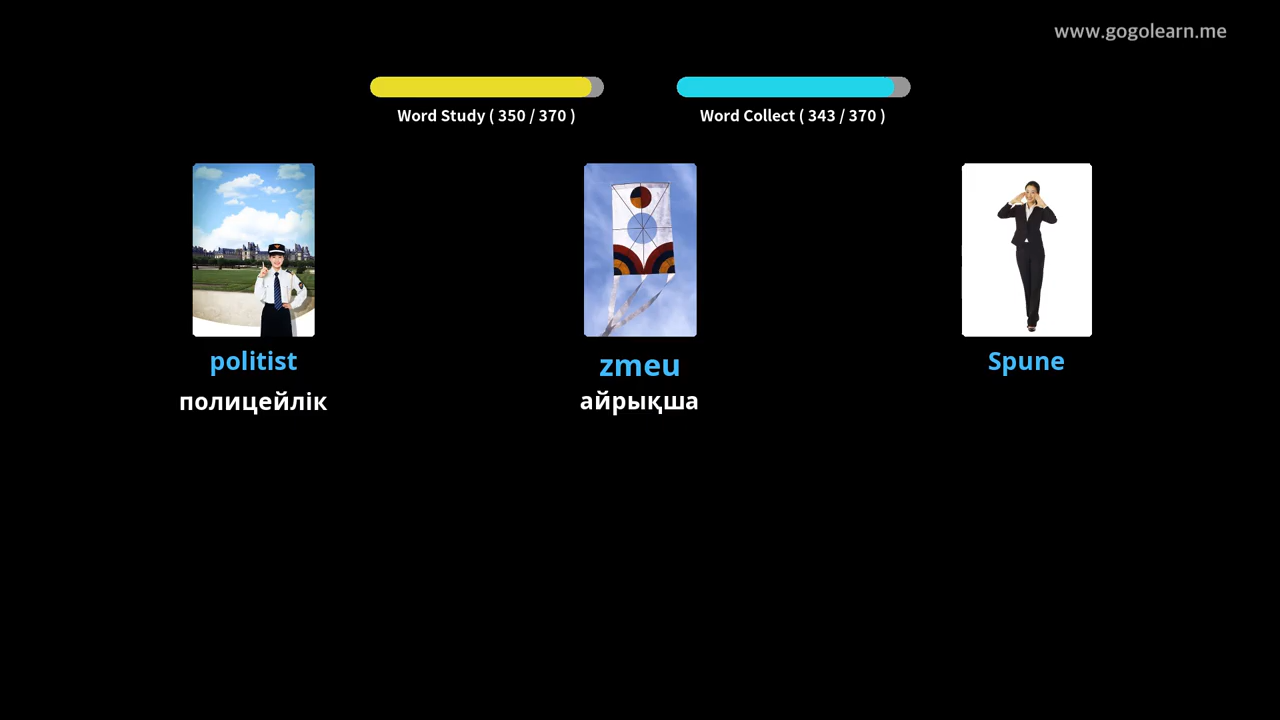 www.gogolearn.me
Word Study ( 350 / 370 )
Word Collect ( 343 / 370 )
politist
zmeu
Spune
полицейлік
айрықша